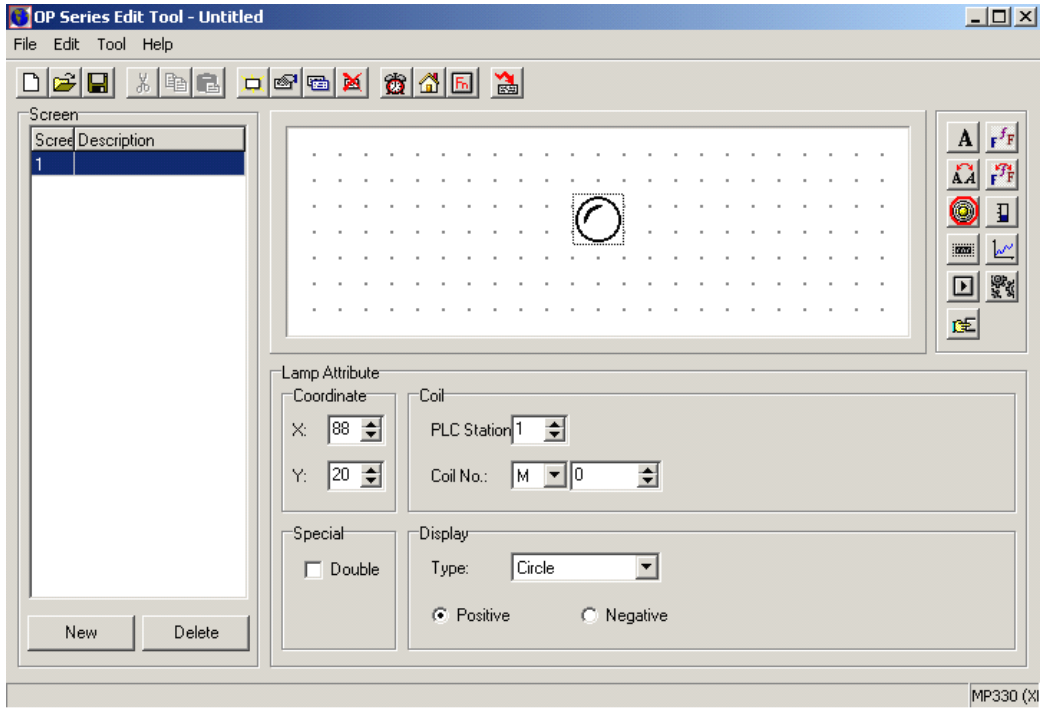 OP Series Edit Tool - Untitled
File Edit Tool Help
Screen
Scree Description
1
A
Lamp Attribute
Coordinate
X: 88
Y: 20
Coil
PLC Station 1
Coil No.: M 0
Special
Double
Display
Type: Circle
Positive Negative
New Delete
MP330 (XI